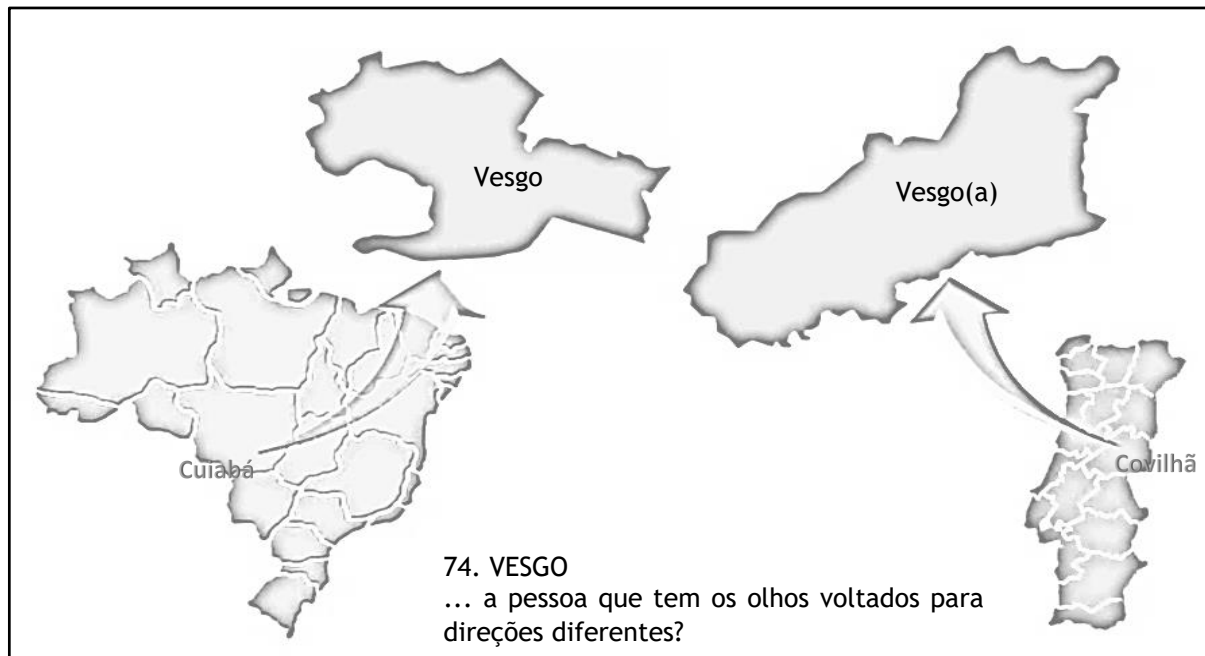 Vesgo
Vesgo(a)
Cuiabá
Covilhã
74. VESGO
... a pessoa que tem os olhos voltados para
direções diferentes?